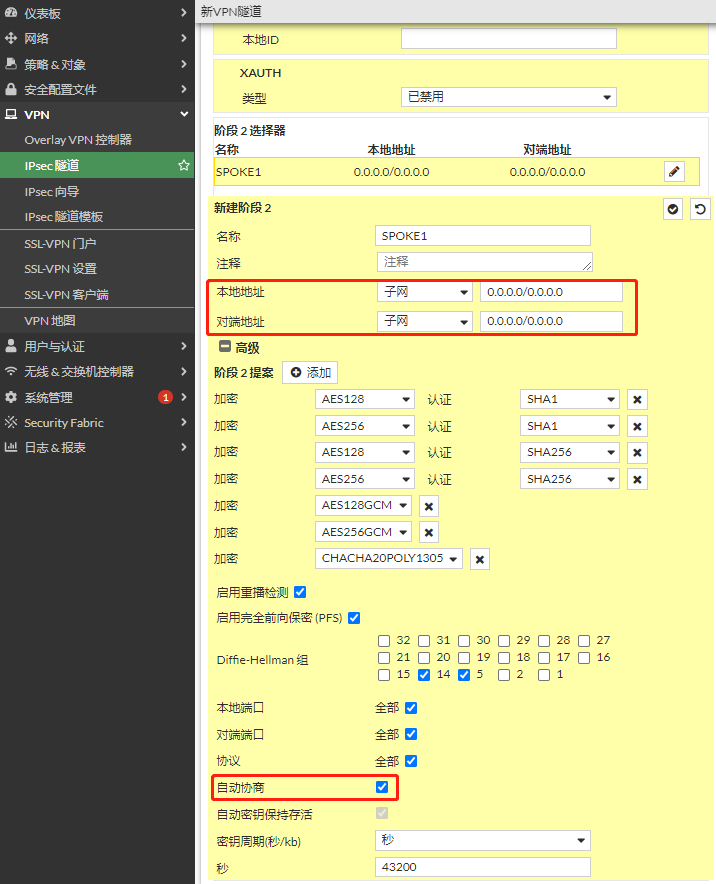 仪表板
网络
策略 & 对象
安全配置文件
VPN
Overlay VPN 控制器
IPsec 隧道
IPsec 向导
IPsec 隧道模板
SSL-VPN 门户
SSL-VPN 设置
SSL-VPN 客户端
VPN 地图
用户与认证
无线 & 交换机控制器
系统管理 1
Security Fabric
日志 & 报表
新VPN隧道
本地ID
XAUTH
类型 已禁用
阶段 2 选择器
名称 本地地址 对端地址
SPOKE1 0.0.0.0/0.0.0.0 0.0.0.0/0.0.0.0
新建阶段 2
名称 SPOKE1
注释 注释
本地地址 子网 0.0.0.0/0.0.0.0
对端地址 子网 0.0.0.0/0.0.0.0
高级
阶段 2 提案 添加
加密 AES128 认证 SHA1
加密 AES256 认证 SHA1
加密 AES128 认证 SHA256
加密 AES256 认证 SHA256
加密 AES128GCM
加密 AES256GCM
加密 CHACHA20POLY1305
启用重播检测
启用完全前向保密 (PFS)
32 31 30 29 28 27
Diffie-Hellman 组 21 20 19 18 17 16
15 14 5 2 1
本地端口 全部
对端端口 全部
协议 全部
自动协商
自动密钥保持存活
密钥周期(秒/kb) 秒
秒 43200